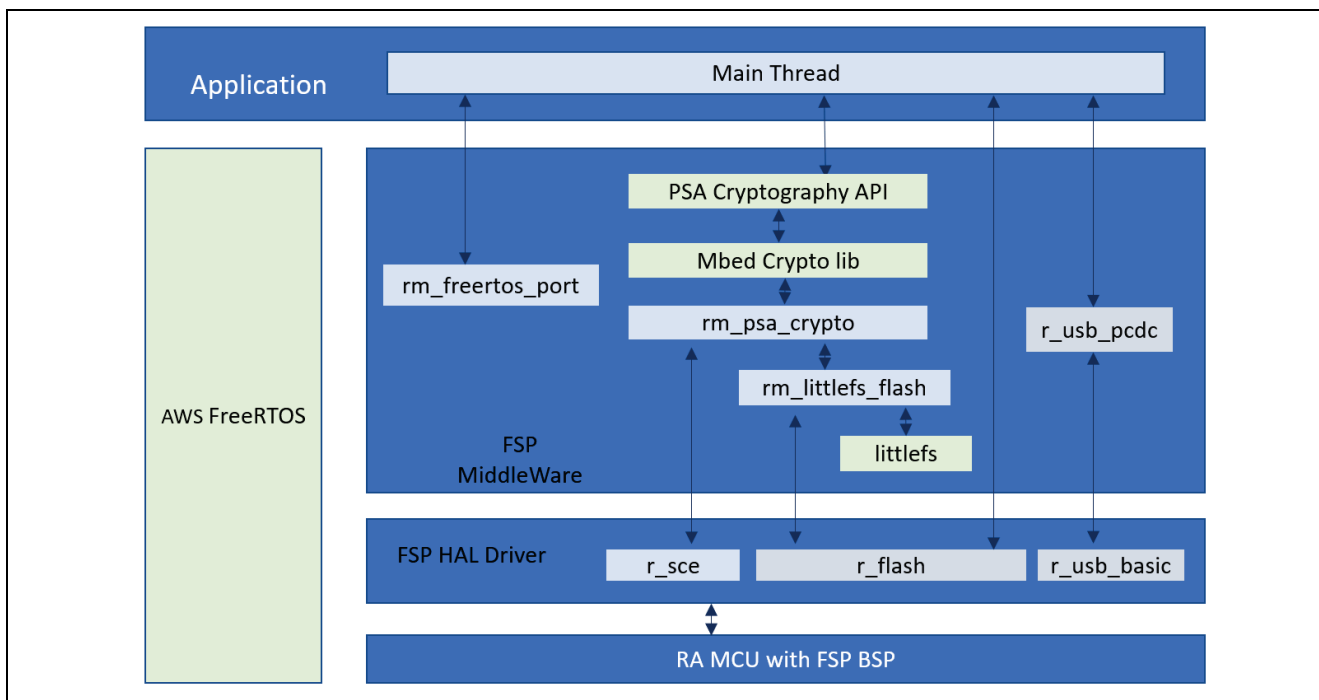 Main Thread
Application
PSA Cryptography API
Mbed Crypto lib
rm_freertos_port
rm_psa_crypto
r_usb_pcdc
rm_littlefs_flash
AWS FreeRTOS
littlefs
FSP
MiddleWare
FSP HAL Driver
r_sce
r_flash
r_usb_basic
RA MCU with FSP BSP